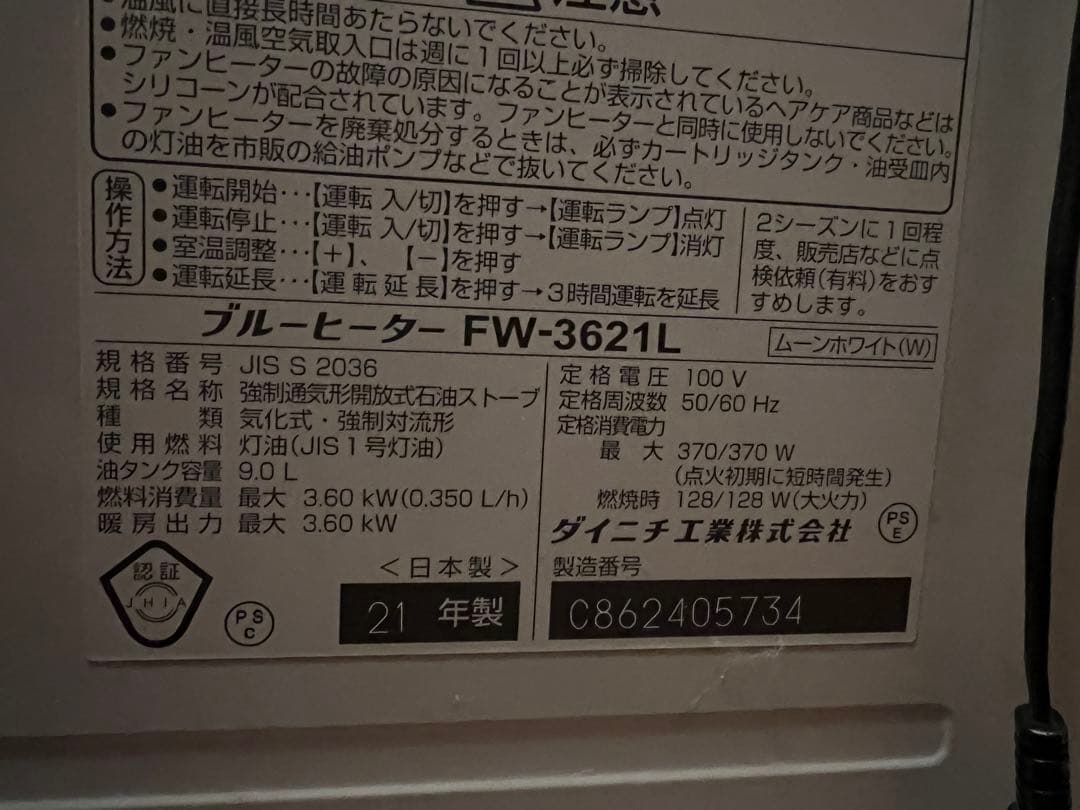 注意
●温風に直接長時間あたらないでください。
●燃焼・温風空気取入口は週に1回以上必ず掃除してください。
●ファンヒーターの故障の原因になることが表示されているヘアケア商品などは
シリコーンが配合されています。ファンヒーターと同時に使用しないでください。
●ファンヒーターを廃棄処分するときは、必ずカートリッジタンク・油受皿内
の灯油を市販の給油ポンプなどで抜いてください。
操作方法
●運転開始…【運転 入/切】を押す→【運転ランプ】点灯
●運転停止…【運転 入/切】を押す→【運転ランプ】消灯
●室温調整…【+】、【−】を押す
●運転延長…【運転延長】を押す→3時間運転を延長
2シーズンに1回程
度、販売店などに点
検依頼(有料)をおす
すめします。
ブルーヒーター FW-3621L
ムーンホワイト(W)
規格番号 JIS S 2036
規格名称 強制通気形開放式石油ストーブ
種類 気化式・強制対流形
使用燃料 灯油(JIS1号灯油)
油タンク容量 9.0 L
燃料消費量 最大 3.60 kW(0.350 L/h)
暖房出力 最大 3.60 kW
定格電圧 100 V
定格周波数 50/60 Hz
定格消費電力
最大 370/370 W
(点火初期に短時間発生)
燃焼時 128/128 W(大火力)
ダイニチ工業株式会社
PS
E
認証
JHIA
PS
C
<日本製>
21 年製
製造番号
C862405734